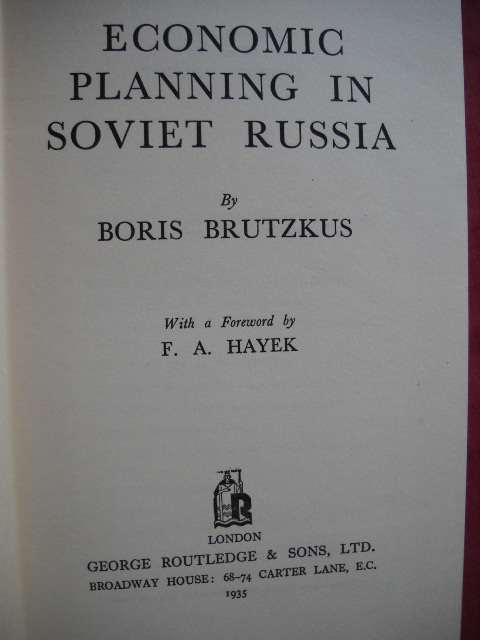 ECONOMIC
PLANNING IN
SOVIET RUSSIA
By
BORIS BRUTZKUS
With a Foreword by
F. A. HAYEK
R
LONDON
GEORGE ROUTLEDGE & SONS, LTD.
BROADWAY HOUSE: 68-74 CARTER LANE, E.C.
1935